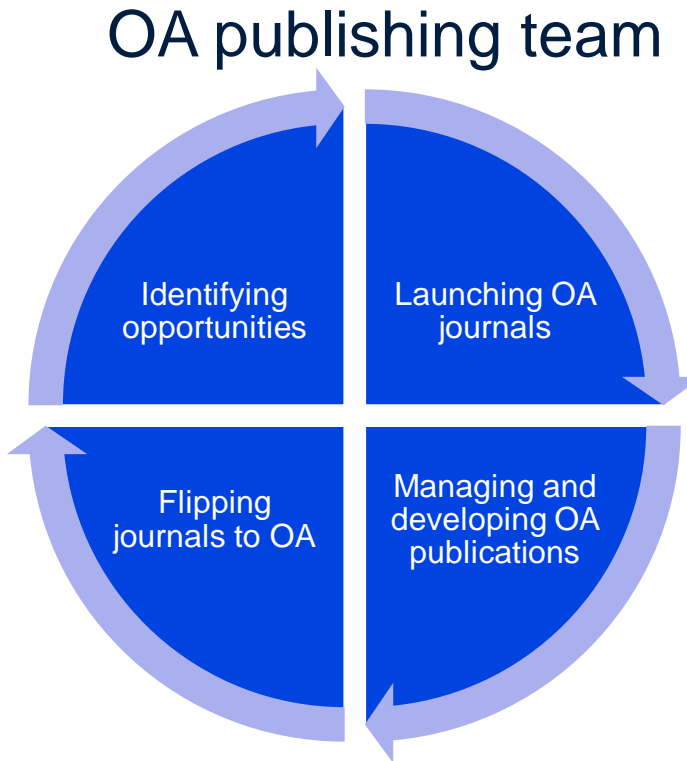 OA publishing team
Identifying
opportunities
Launching OA
journals
Flipping
journals to OA
Managing and
developing OA
publications